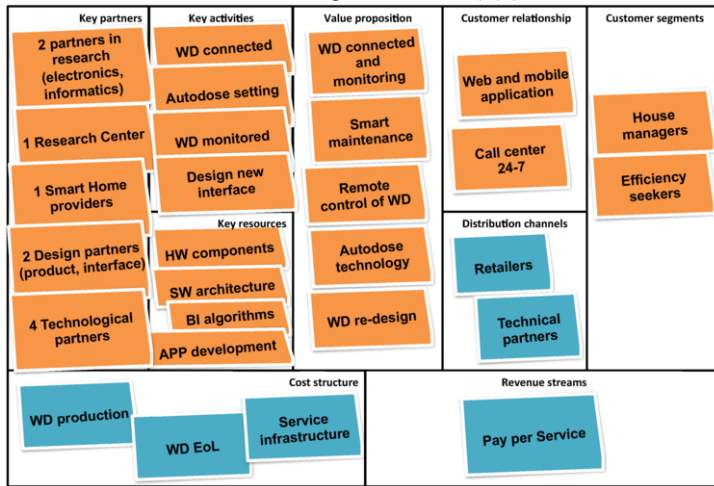 Key partners
2 partners in
research
(electronics,
informatics)
1 Research Center
1 Smart Home
providers
2 Design partners
(product, interface)
4 Technological
partners
Key activities
WD connected
Autodose setting
WD monitored
Design new
interface
Key resources
HW components
SW architecture
BI algorithms
APP development
Value proposition
WD connected
and
monitoring
Smart
maintenance
Remote
control of WD
Autodose
technology
WD re-design
Customer relationship
Web and mobile
application
Call center
24-7
Distribution channels
Retailers
Technical
partners
Customer segments
House
managers
Efficiency
seekers
Cost structure
WD production
WD EoL
Service
infrastructure
Revenue streams
Pay per Service